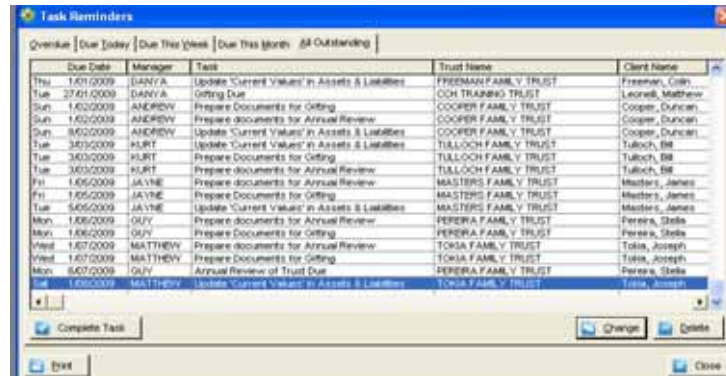 Task Reminders
Overdue Due Today Due This Week Due This Month All Outstanding
Due Date Manager Task Trust Name Client Name
Thu 1/01/2009 DANYA Update 'Current Values' in Assets & Liabilities FREEMAN FAMILY TRUST Freeman, Colin
Tue 27/01/2009 DANYA Gifting Due CCH TRAINING TRUST Leonelli, Matthew
Sun 1/02/2009 ANDREW Prepare Documents for Gifting COOPER FAMILY TRUST Cooper, Duncan
Sun 1/02/2009 ANDREW Prepare documents for Annual Review COOPER FAMILY TRUST Cooper, Duncan
Sun 8/02/2009 ANDREW Update 'Current Values' in Assets & Liabilities COOPER FAMILY TRUST Cooper, Duncan
Tue 3/03/2009 KURT Update 'Current Values' in Assets & Liabilities TULLOCH FAMILY TRUST Tulloch, Bill
Tue 3/03/2009 KURT Prepare Documents for Gifting TULLOCH FAMILY TRUST Tulloch, Bill
Tue 3/03/2009 KURT Prepare documents for Annual Review TULLOCH FAMILY TRUST Tulloch, Bill
Fri 1/05/2009 JAYNE Prepare documents for Annual Review MASTERS FAMILY TRUST Masters, James
Fri 1/05/2009 JAYNE Prepare Documents for Gifting MASTERS FAMILY TRUST Masters, James
Tue 5/05/2009 JAYNE Update 'Current Values' in Assets & Liabilities MASTERS FAMILY TRUST Masters, James
Mon 1/06/2009 GUY Prepare documents for Annual Review PEREIRA FAMILY TRUST Pereira, Stella
Mon 1/06/2009 GUY Prepare Documents for Gifting PEREIRA FAMILY TRUST Pereira, Stella
Wed 1/07/2009 MATTHEW Prepare documents for Annual Review TOKIA FAMILY TRUST Tokia, Joseph
Wed 1/07/2009 MATTHEW Prepare Documents for Gifting TOKIA FAMILY TRUST Tokia, Joseph
Mon 6/07/2009 GUY Annual Review of Trust Due PEREIRA FAMILY TRUST Pereira, Stella
Sat 1/08/2009 MATTHEW Update 'Current Values' in Assets & Liabilities TOKIA FAMILY TRUST Tokia, Joseph
Complete Task Change Delete
Print Close